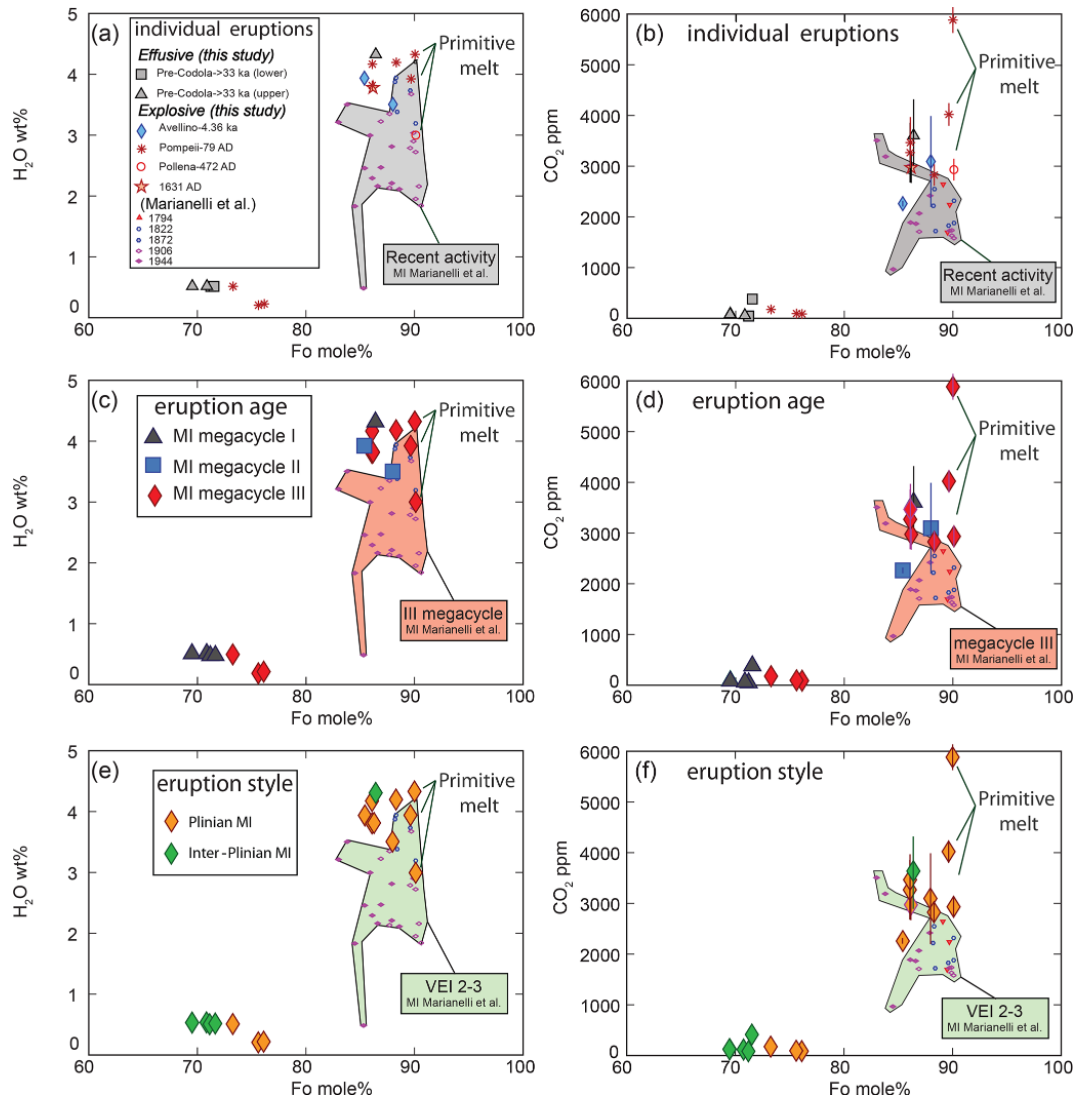 (a)
individual eruptions
Effusive (this study)
Pre-Codola->33 ka (lower)
Pre-Codola->33 ka (upper)
Explosive (this study)
Avellino-4.36 ka
Pompeii-79 AD
Pollena-472 AD
1631 AD
(Marianelli et al.)
1794
1822
1872
1906
1944
Primitive
melt
Recent activity
MI Marianelli et al.
H2O wt%
5
4
3
2
1
0
60 70 80 90 100
Fo mole%
(b)
individual eruptions
Primitive
melt
Recent activity
MI Marianelli et al.
CO2 ppm
6000
5000
4000
3000
2000
1000
0
60 70 80 90 100
Fo mole%
(c)
eruption age
MI megacycle I
MI megacycle II
MI megacycle III
Primitive
melt
III megacycle
MI Marianelli et al.
H2O wt%
5
4
3
2
1
0
60 70 80 90 100
Fo mole%
(d)
eruption age
Primitive
melt
megacycle III
MI Marianelli et al.
CO2 ppm
6000
5000
4000
3000
2000
1000
0
60 70 80 90 100
Fo mole%
(e)
eruption style
Plinian MI
Inter-Plinian MI
Primitive
melt
VEI 2-3
MI Marianelli et al.
H2O wt%
5
4
3
2
1
0
60 70 80 90 100
Fo mole%
(f)
eruption style
Primitive
melt
VEI 2-3
MI Marianelli et al.
CO2 ppm
6000
5000
4000
3000
2000
1000
0
60 70 80 90 100
Fo mole%